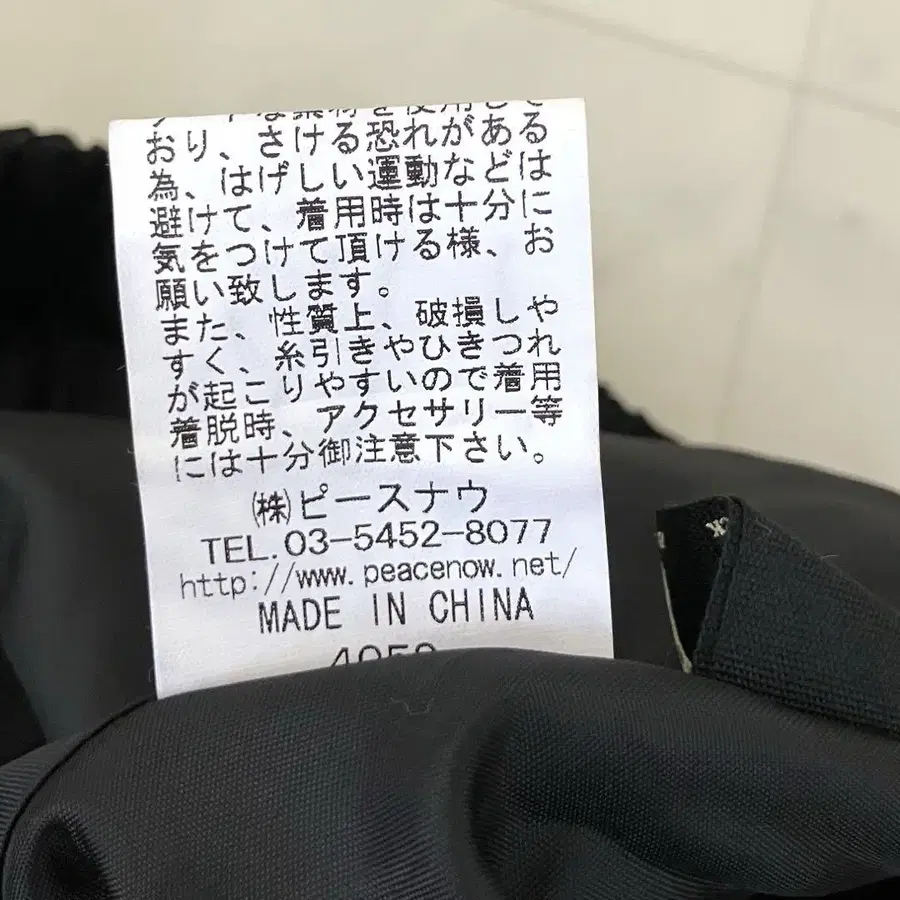 おり、さける恐れがある
為、はげしい運動などは
避けて、着用時は十分に
気をつけて頂ける様、お
願い致します。
また、性質上、破損しや
すく、糸引きやひきつれ
が起こりやすいので着用
着脱時、アクセサリー等
には十分御注意下さい。
㈱ピースナウ
TEL.03-5452-8077
http://www.peacenow.net/
MADE IN CHINA